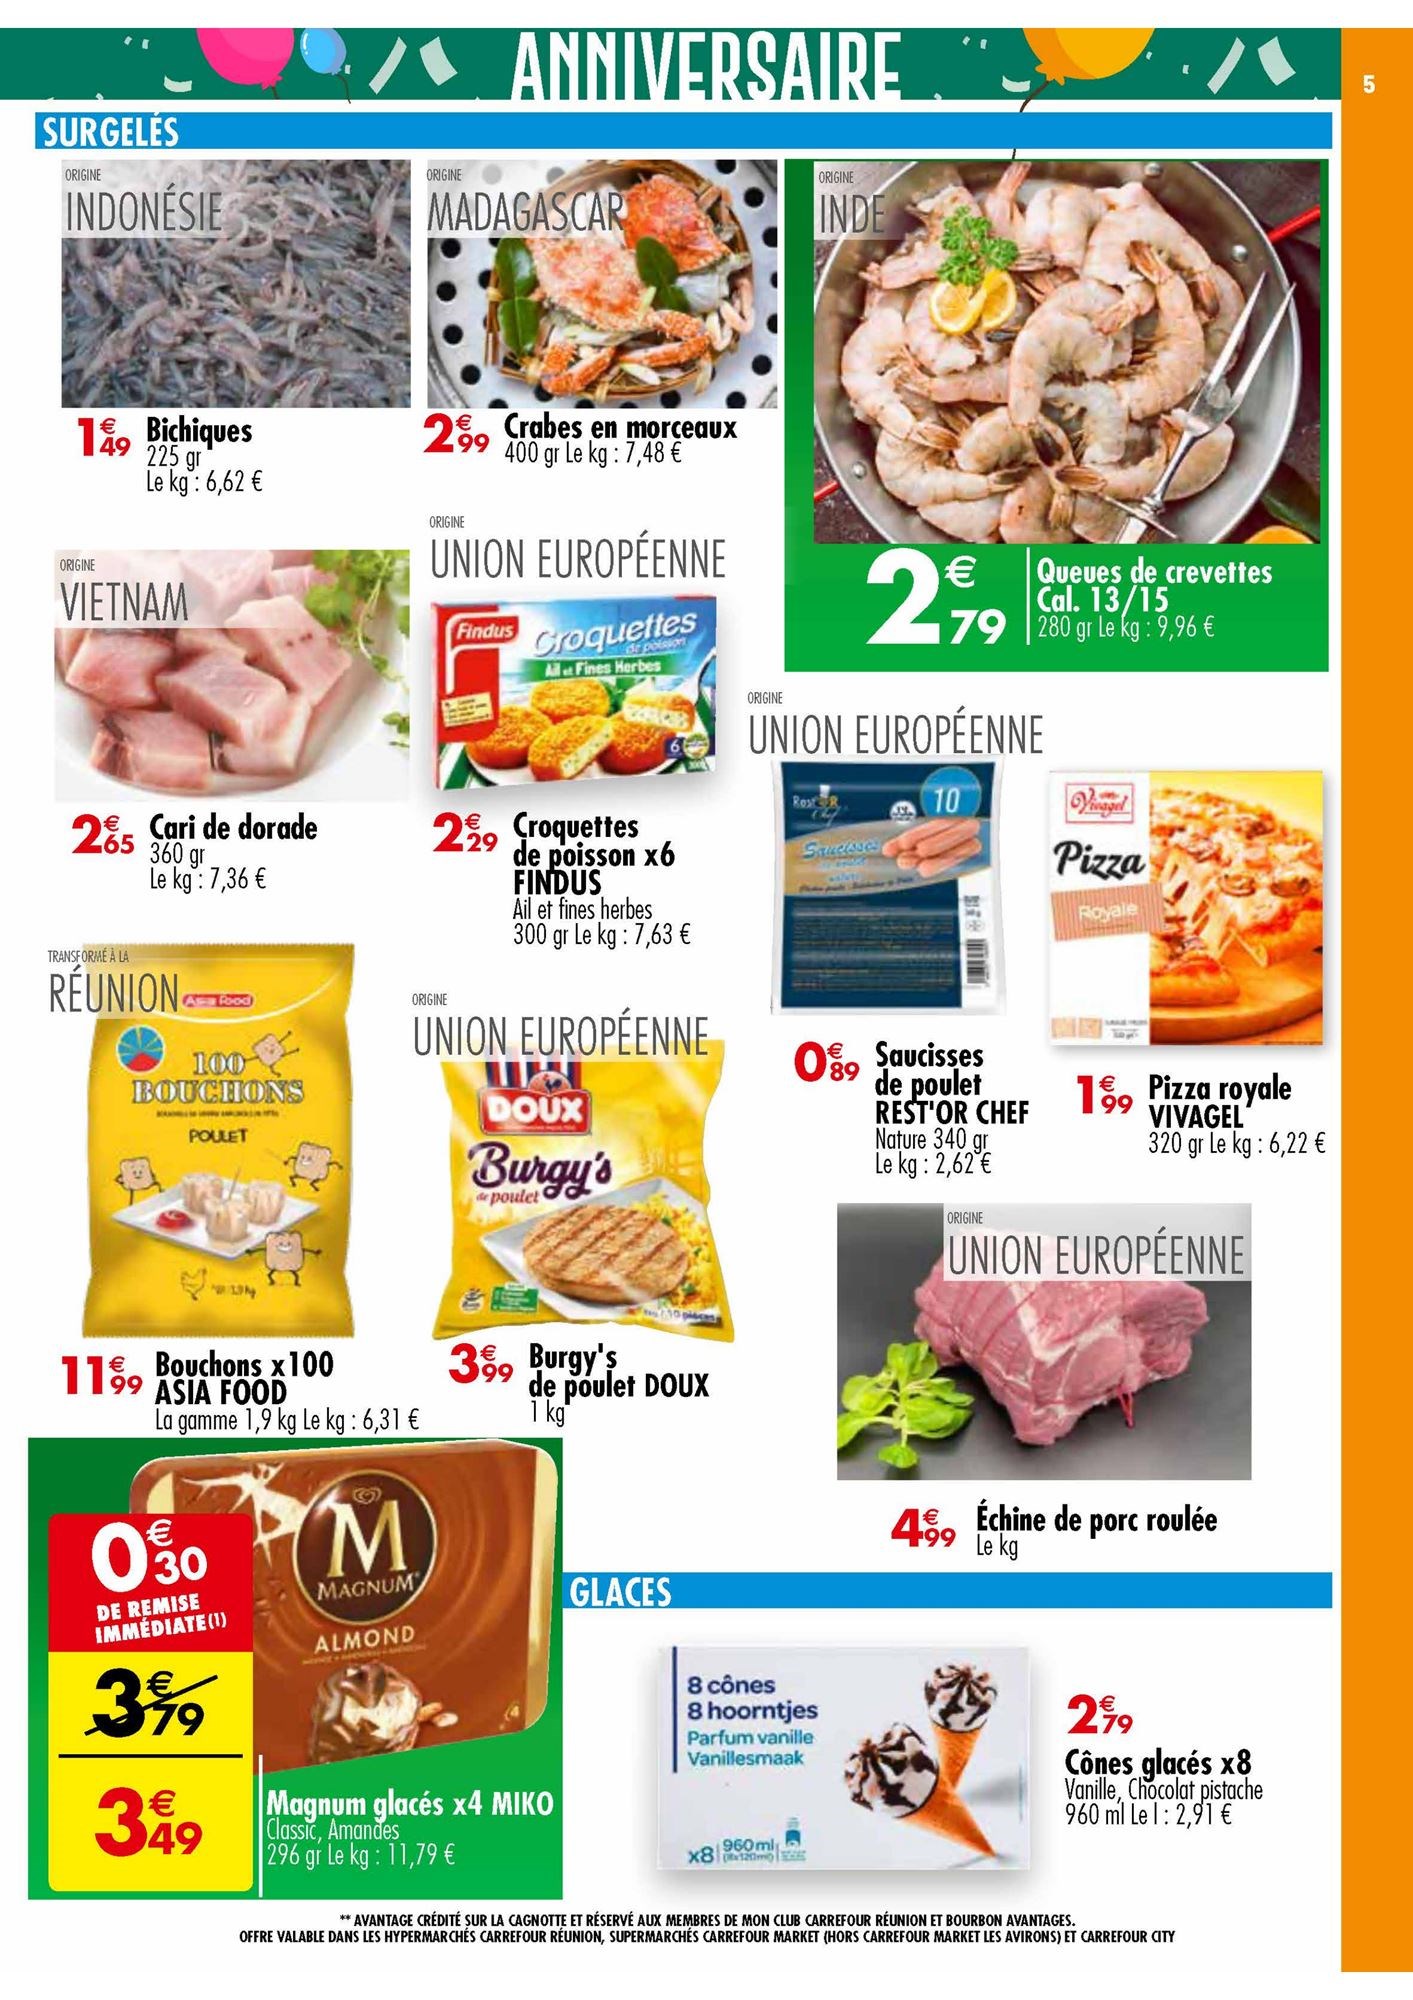 ANNIVERSAIRE
5
SURGELÉS
ORIGINE
INDONÉSIE
1€49
Bichiques
225 gr
Le kg : 6,62 €
ORIGINE
MADAGASCAR
2€99
Crabes en morceaux
400 gr Le kg : 7,48 €
ORIGINE
INDE
2€79
Queues de crevettes
Cal. 13/15
280 gr Le kg : 9,96 €
ORIGINE
VIETNAM
2€65
Cari de dorade
360 gr
Le kg : 7,36 €
ORIGINE
UNION EUROPÉENNE
Findus
Croquettes
de poisson
Ail et Fines Herbes
6
2€29
Croquettes
de poisson x6
FINDUS
Ail et fines herbes
300 gr Le kg : 7,63 €
ORIGINE
UNION EUROPÉENNE
Rest'OR
Chef
10
Saucisses
0€89
Saucisses
de poulet
REST'OR CHEF
Nature 340 gr
Le kg : 2,62 €
Vivagel
Pizza
Royale
1€99
Pizza royale
VIVAGEL
320 gr Le kg : 6,22 €
TRANSFORMÉ À LA
RÉUNION
Asia Food
100
BOUCHONS
POULET
11€99
Bouchons x100
ASIA FOOD
La gamme 1,9 kg Le kg : 6,31 €
ORIGINE
UNION EUROPÉENNE
DOUX
Burgy's
de poulet
3€99
Burgy's
de poulet DOUX
1 kg
ORIGINE
UNION EUROPÉENNE
4€99
Échine de porc roulée
Le kg
0€30
DE REMISE
IMMÉDIATE(1)
3€79
3€49
M
MAGNUM
ALMOND
4
Magnum glacés x4 MIKO
Classic, Amandes
296 gr Le kg : 11,79 €
GLACES
8 cônes
8 hoorntjes
Parfum vanille
Vanillesmaak
x8
960ml
(8x120ml)
2€79
Cônes glacés x8
Vanille, Chocolat pistache
960 ml Le l : 2,91 €
** AVANTAGE CRÉDITÉ SUR LA CAGNOTTE ET RÉSERVÉ AUX MEMBRES DE MON CLUB CARREFOUR RÉUNION ET BOURBON AVANTAGES.
OFFRE VALABLE DANS LES HYPERMARCHÉS CARREFOUR RÉUNION, SUPERMARCHÉS CARREFOUR MARKET (HORS CARREFOUR MARKET LES AVIRONS) ET CARREFOUR CITY